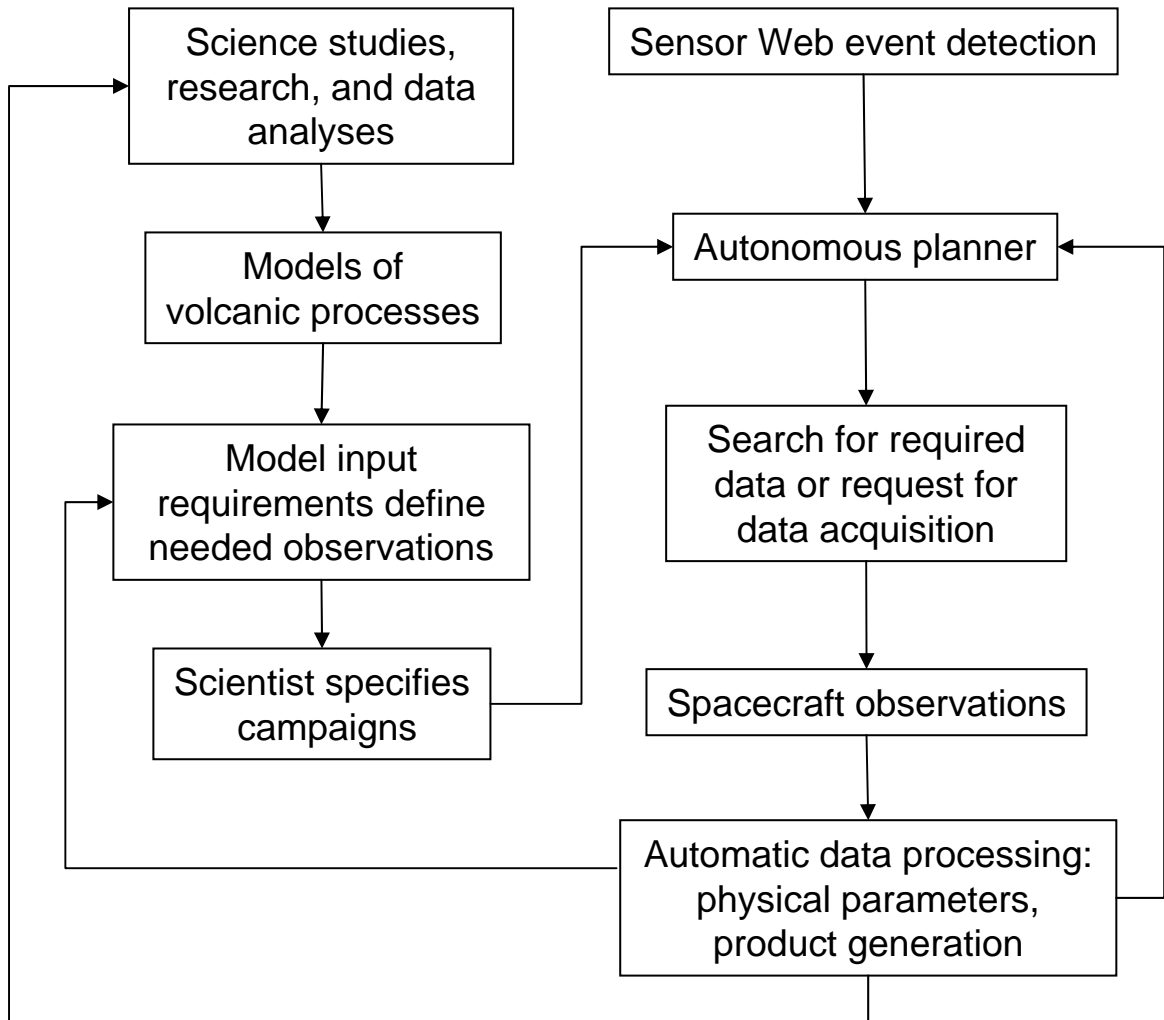 Science studies,
research, and data
analyses
Models of
volcanic processes
Model input
requirements define
needed observations
Scientist specifies
campaigns
Sensor Web event detection
Autonomous planner
Search for required
data or request for
data acquisition
Spacecraft observations
Automatic data processing:
physical parameters,
product generation